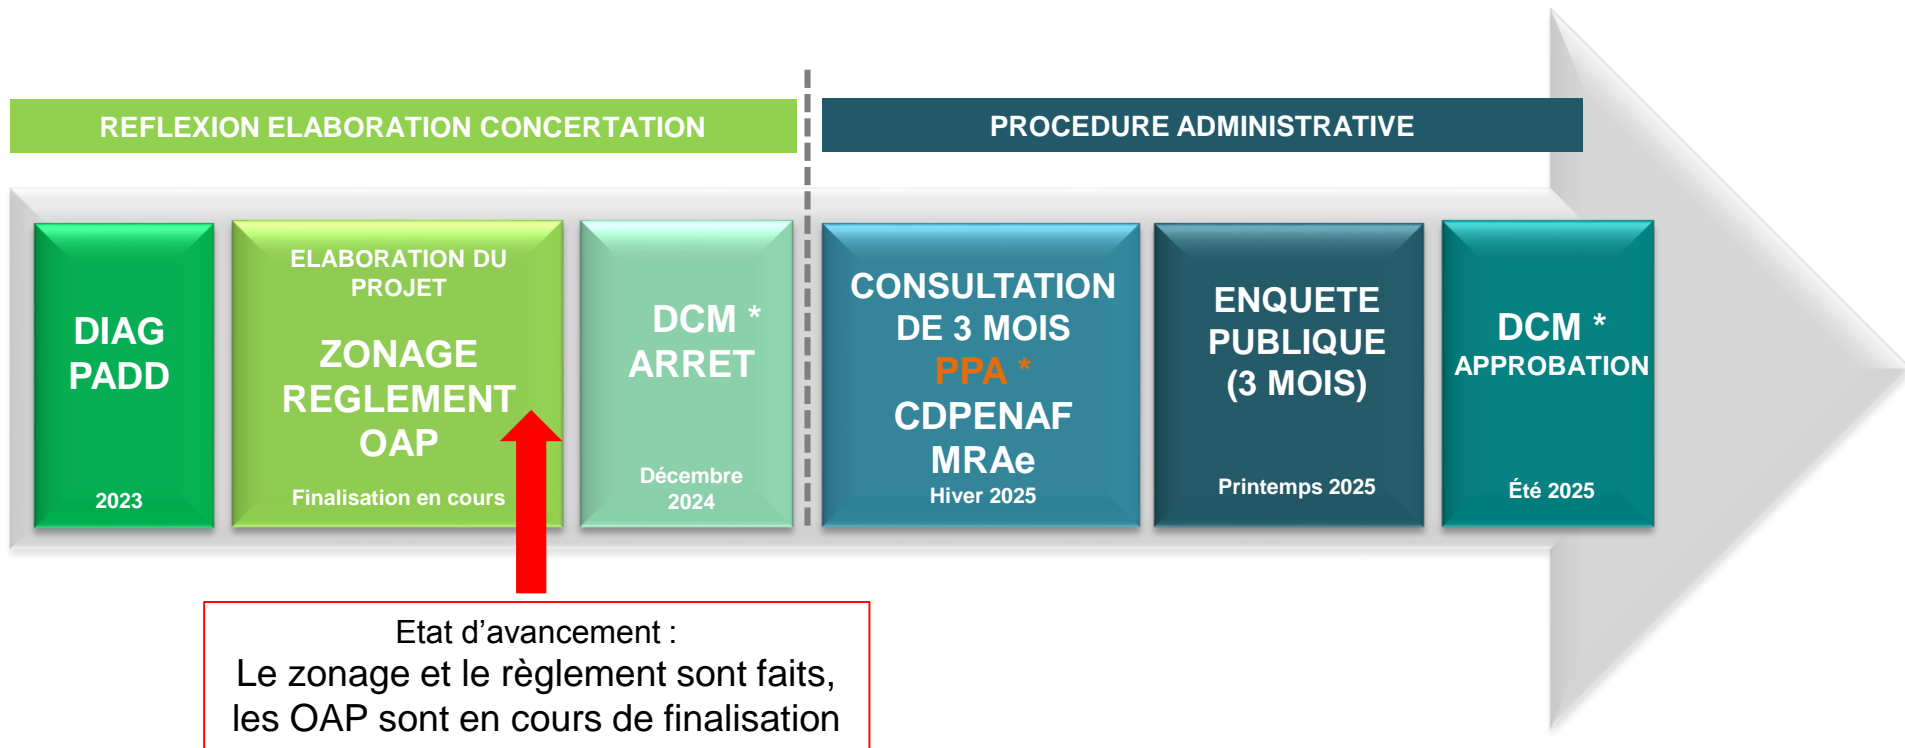 REFLEXION ELABORATION CONCERTATION
PROCEDURE ADMINISTRATIVE
DIAG
PADD
2023
ELABORATION DU
PROJET
ZONAGE
REGLEMENT
OAP
Finalisation en cours
DCM *
ARRET
Décembre
2024
CONSULTATION
DE 3 MOIS
PPA *
CDPENAF
MRAe
Hiver 2025
ENQUETE
PUBLIQUE
(3 MOIS)
Printemps 2025
DCM *
APPROBATION
Été 2025
Etat d’avancement :
Le zonage et le règlement sont faits,
les OAP sont en cours de finalisation